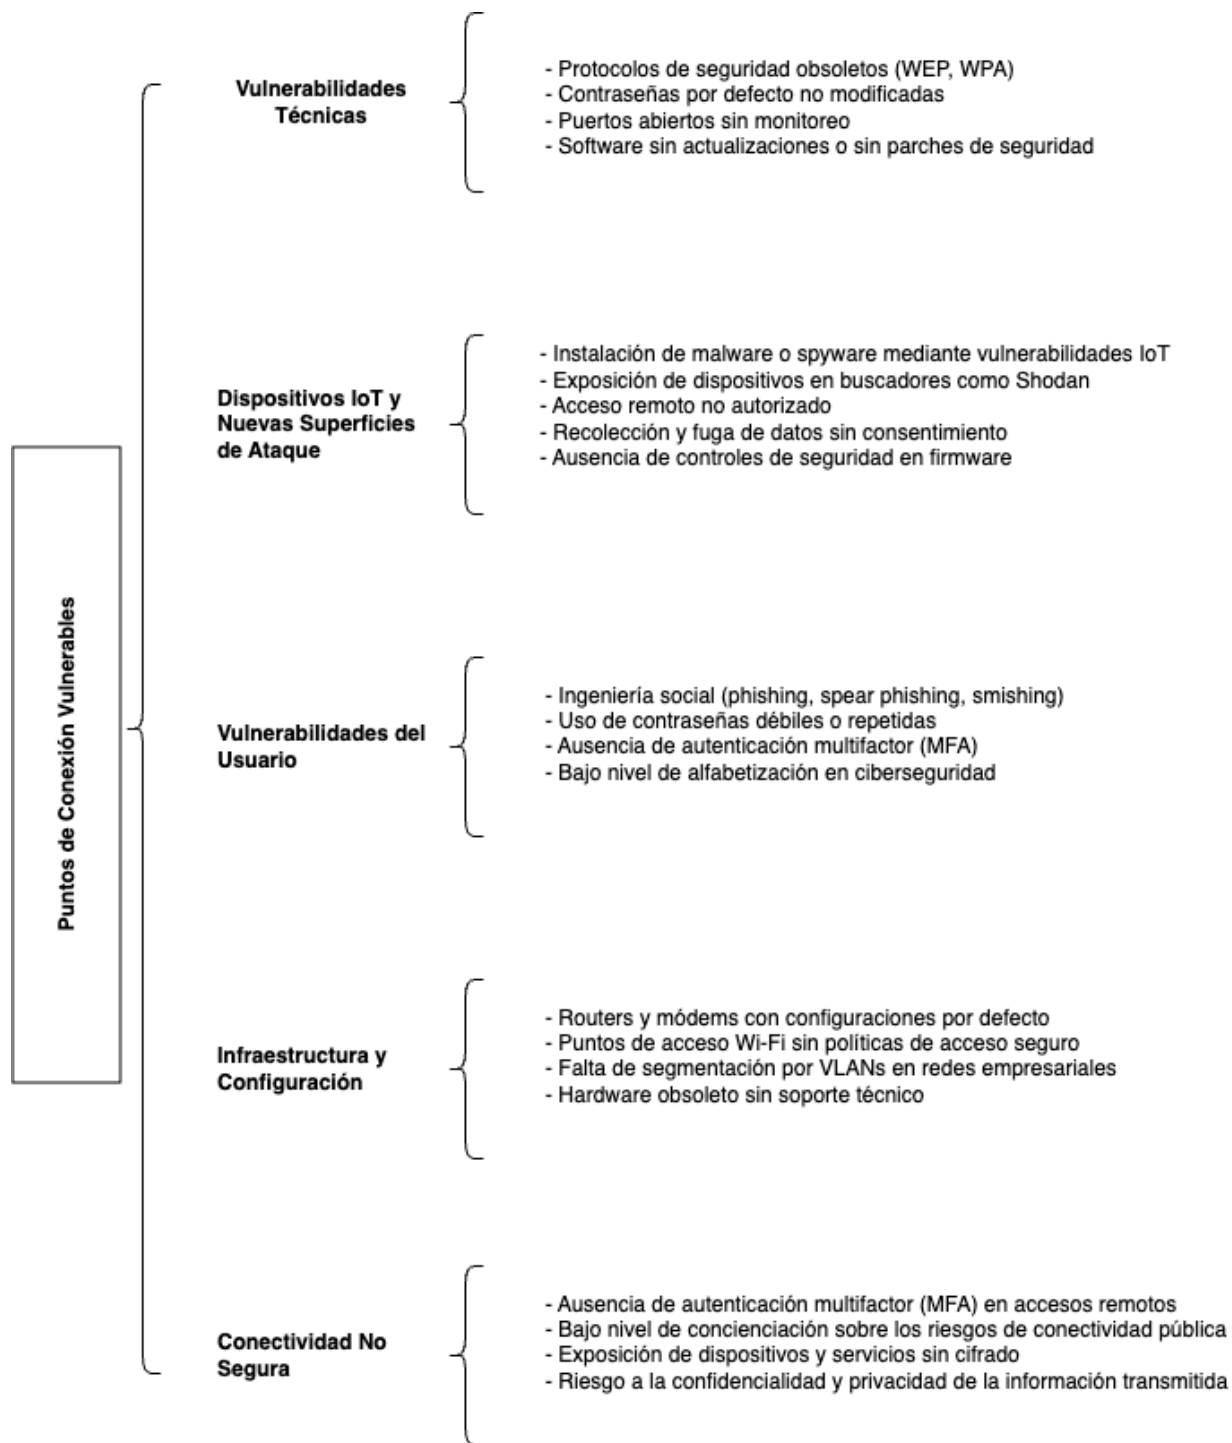 Puntos de Conexión Vulnerables
Vulnerabilidades
Técnicas
- Protocolos de seguridad obsoletos (WEP, WPA)
- Contraseñas por defecto no modificadas
- Puertos abiertos sin monitoreo
- Software sin actualizaciones o sin parches de seguridad
Dispositivos IoT y
Nuevas Superficies
de Ataque
- Instalación de malware o spyware mediante vulnerabilidades IoT
- Exposición de dispositivos en buscadores como Shodan
- Acceso remoto no autorizado
- Recolección y fuga de datos sin consentimiento
- Ausencia de controles de seguridad en firmware
Vulnerabilidades del
Usuario
- Ingeniería social (phishing, spear phishing, smishing)
- Uso de contraseñas débiles o repetidas
- Ausencia de autenticación multifactor (MFA)
- Bajo nivel de alfabetización en ciberseguridad
Infraestructura y
Configuración
- Routers y módems con configuraciones por defecto
- Puntos de acceso Wi-Fi sin políticas de acceso seguro
- Falta de segmentación por VLANs en redes empresariales
- Hardware obsoleto sin soporte técnico
Conectividad No
Segura
- Ausencia de autenticación multifactor (MFA) en accesos remotos
- Bajo nivel de concienciación sobre los riesgos de conectividad pública
- Exposición de dispositivos y servicios sin cifrado
- Riesgo a la confidencialidad y privacidad de la información transmitida